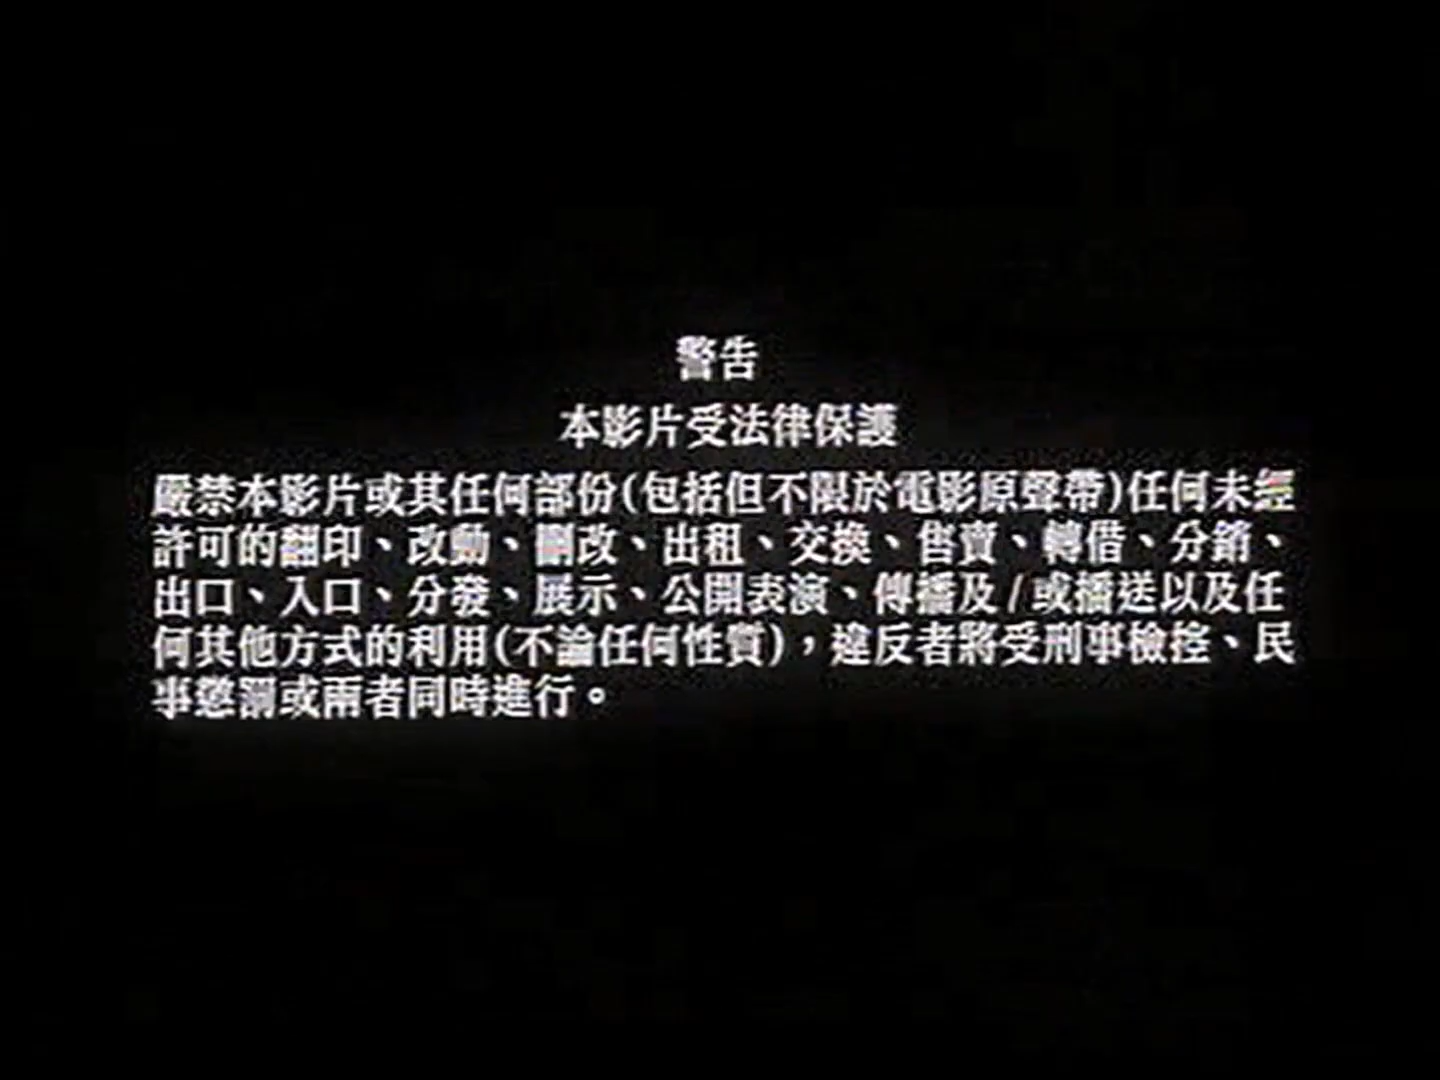 警告
本影片受法律保護
嚴禁本影片或其任何部份(包括但不限於電影原聲帶)任何未經
許可的翻印、改動、刪改、出租、交換、售賣、轉借、分銷、
出口、入口、分發、展示、公開表演、傳播及/或播送以及任
何其他方式的利用(不論任何性質)，違反者將受刑事檢控、民
事懲罰或兩者同時進行。